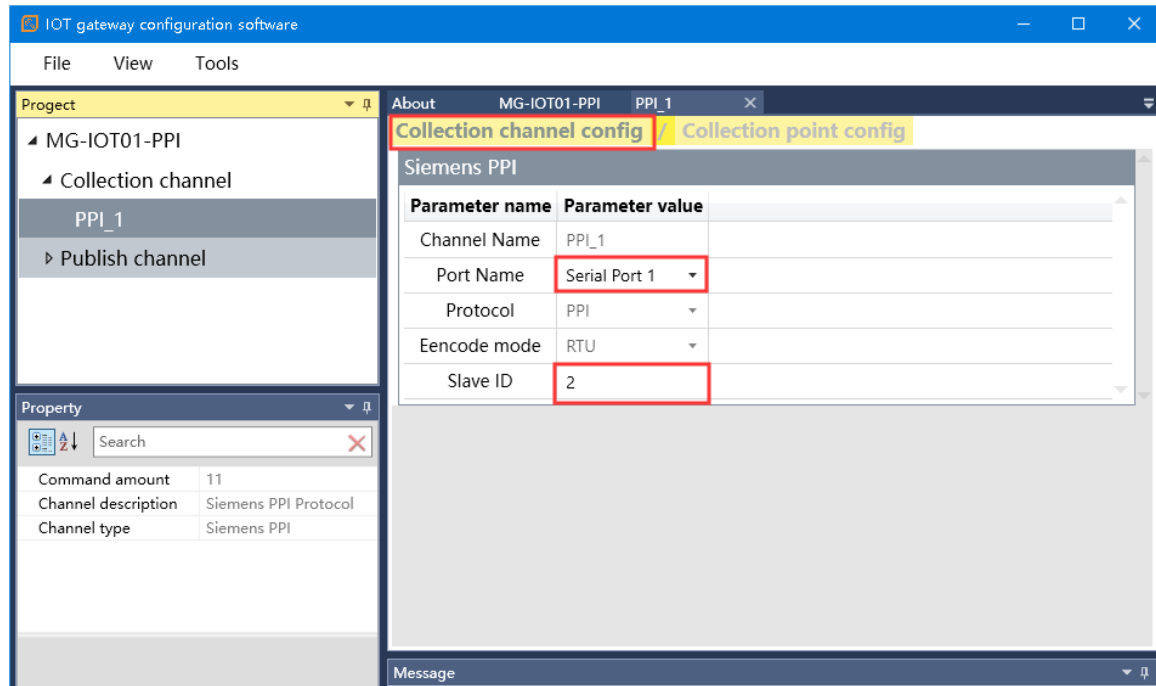 IOT gateway configuration software
File View Tools
Progect
MG-IOT01-PPI
Collection channel
PPI_1
Publish channel
Property
Search
Command amount 11
Channel description Siemens PPI Protocol
Channel type Siemens PPI
About MG-IOT01-PPI PPI_1
Collection channel config / Collection point config
Siemens PPI
Parameter name Parameter value
Channel Name PPI_1
Port Name Serial Port 1
Protocol PPI
Eencode mode RTU
Slave ID 2
Message